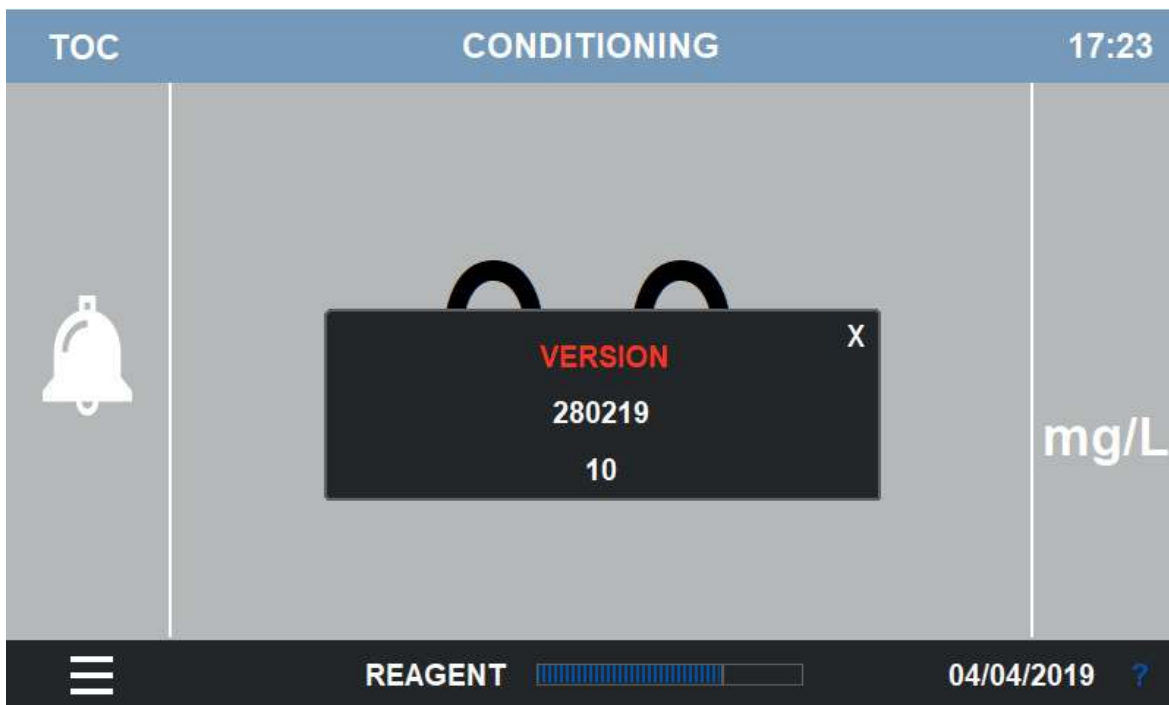 TOC CONDITIONING 17:23
VERSION X
280219
10
mg/L
REAGENT 04/04/2019 ?